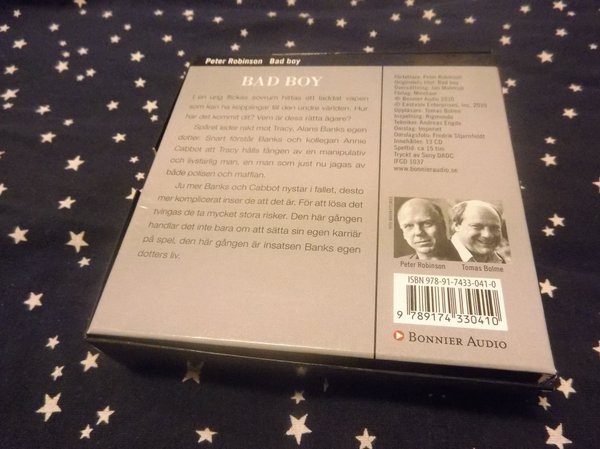 Peter Robinson Bad boy
BAD BOY
I en ung flickas sovrum hittas ett laddat vapen
som kan ha kopplingar till den undre världen. Hur
har det kommit dit? Vem är dess rätta ägare?
Spåret leder rakt mot Tracy, Alans Banks egen
dotter. Snart förstår Banks och kollegan Annie
Cabbot att Tracy hålls fången av en manipulativ
och livsfarlig man, en man som just nu jagas av
både polisen och maffian.
Ju mer Banks och Cabbot nystar i fallet, desto
mer komplicerat inser de att det är. För att lösa det
tvingas de ta mycket stora risker. Den här gången
handlar det inte bara om att sätta sin egen karriär
på spel, den här gången är insatsen Banks egen
dotters liv.
Författare: Peter Robinson
Originalets titel: Bad boy
Översättning: Jan Malmsjö
Förlag: Minotaur
© Bonnier Audio 2010
© Eastvale Enterprises, Inc. 2010
Uppläsare: Tomas Bolme
Inspelning: Rigmondo
Tekniker: Andreas Engda
Omslag: Imperiet
Omslagsfoto: Fredrik Stjärnholdt
Innehåller: 13 CD
Speltid: ca 15 tim
Tryckt av Sony DADC
IFCD 1037
www.bonnieraudio.se
Peter Robinson Tomas Bolme
ISBN 978-91-7433-041-0
9 789174 330410
BONNIER AUDIO